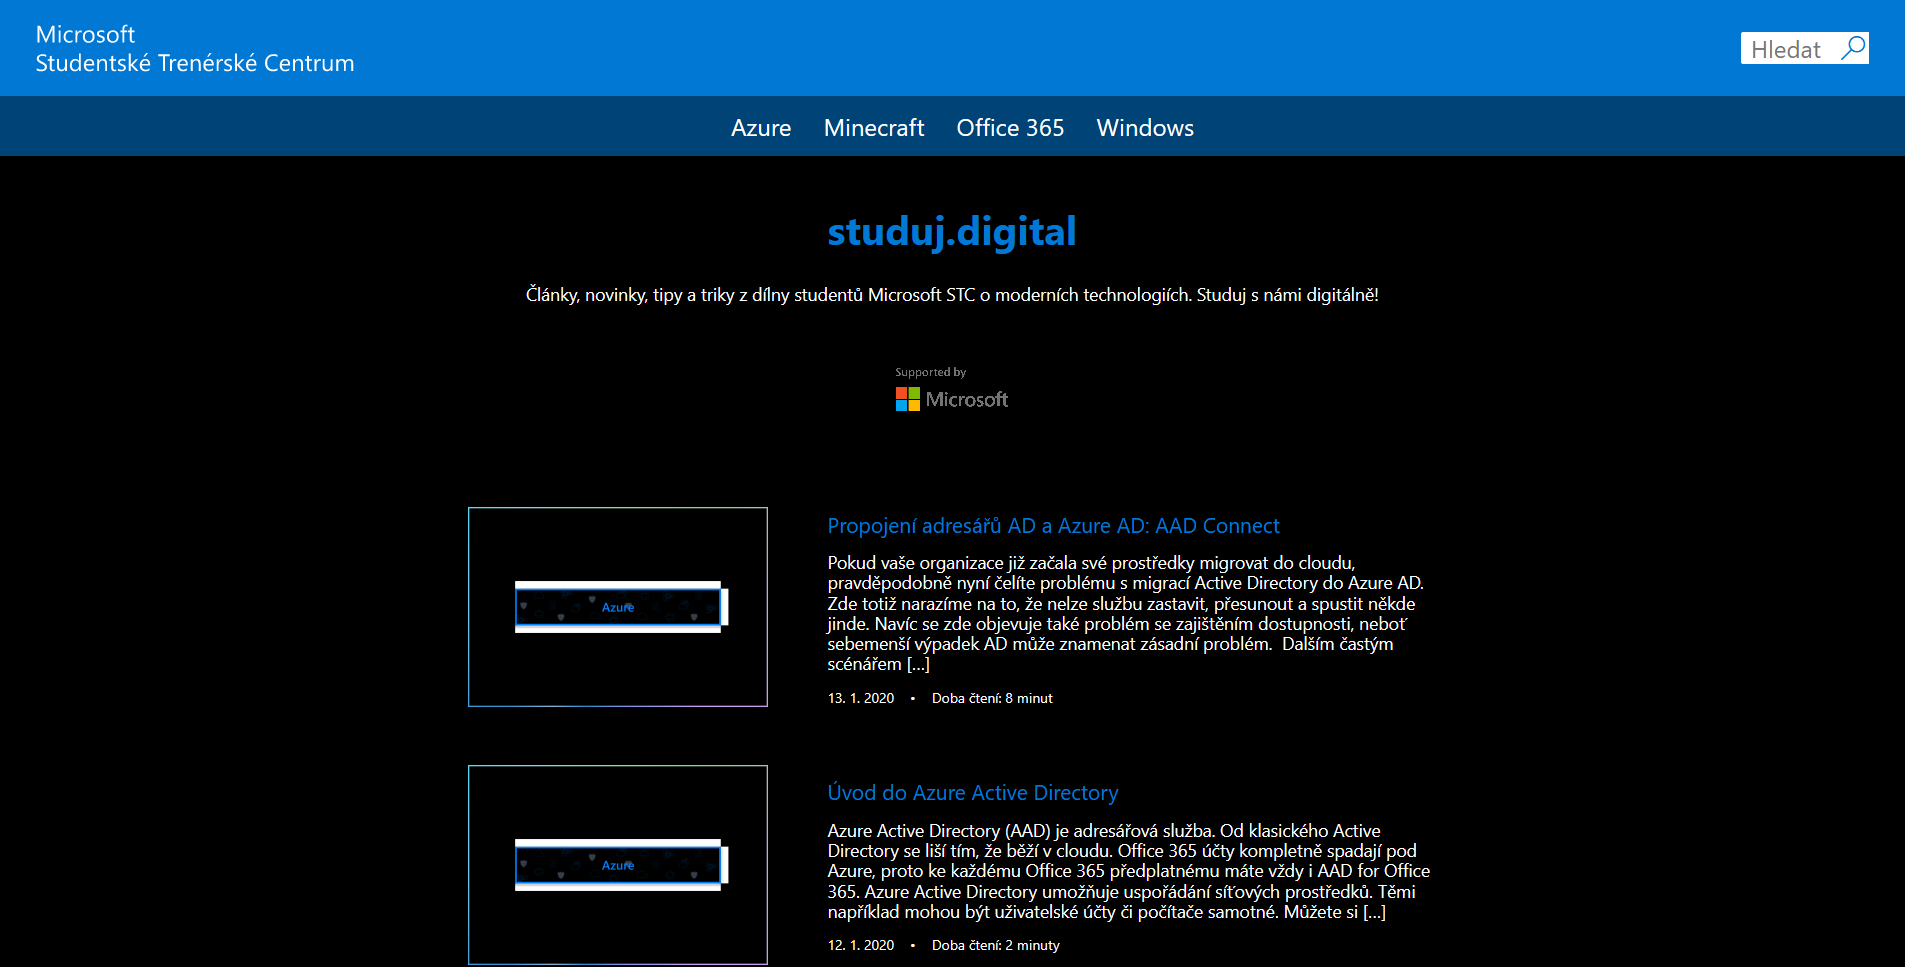 Microsoft
Studentské Trenérské Centrum
Hledat
Azure Minecraft Office 365 Windows
studuj.digital
Články, novinky, tipy a triky z dílny studentů Microsoft STC o moderních technologiích. Studuj s námi digitálně!
Supported by
Microsoft
Azure
Propojení adresářů AD a Azure AD: AAD Connect
Pokud vaše organizace již začala své prostředky migrovat do cloudu,
pravděpodobně nyní čelíte problému s migrací Active Directory do Azure AD.
Zde totiž narazíme na to, že nelze službu zastavit, přesunout a spustit někde
jinde. Navíc se zde objevuje také problém se zajištěním dostupnosti, neboť
sebemenší výpadek AD může znamenat zásadní problém.  Dalším častým
scénářem [...]
13. 1. 2020 • Doba čtení: 8 minut
Azure
Úvod do Azure Active Directory
Azure Active Directory (AAD) je adresářová služba. Od klasického Active
Directory se liší tím, že běží v cloudu. Office 365 účty kompletně spadají pod
Azure, proto ke každému Office 365 předplatnému máte vždy i AAD for Office
365. Azure Active Directory umožňuje uspořádání síťových prostředků. Těmi
například mohou být uživatelské účty či počítače samotné. Můžete si [...]
12. 1. 2020 • Doba čtení: 2 minuty